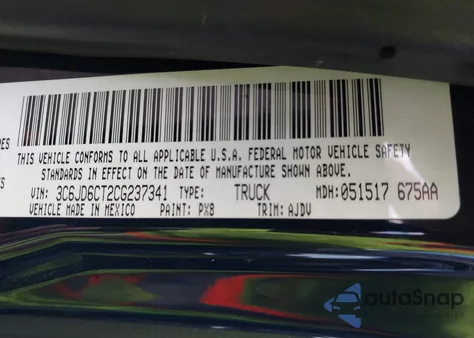 THIS VEHICLE CONFORMS TO ALL APPLICABLE U.S.A. FEDERAL MOTOR VEHICLE SAFETY
STANDARDS IN EFFECT ON THE DATE OF MANUFACTURE SHOWN ABOVE.
VIN: 3C6JD6CT2CG237341 TYPE: TRUCK MDH: 051517 675AA
VEHICLE MADE IN MEXICO PAINT: PX8 TRIM: AJDV
autoSnap